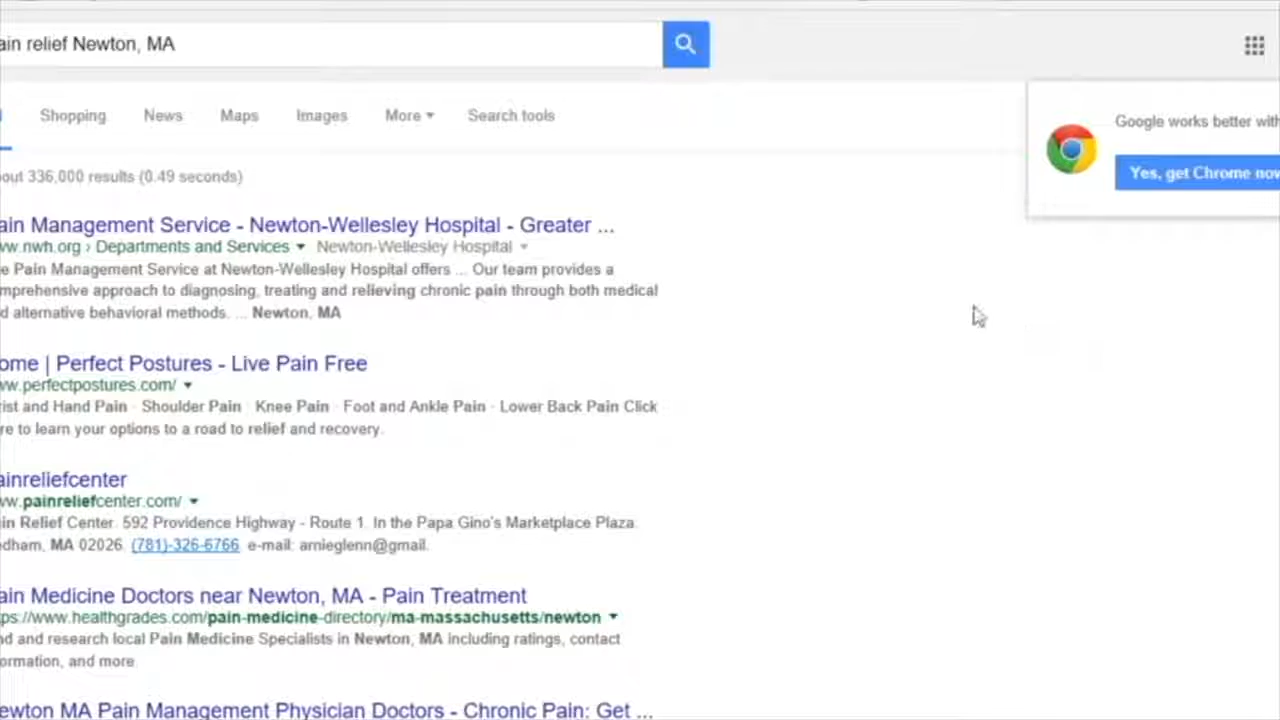 ain relief Newton, MA
Shopping News Maps Images More Search tools
Google works better with
Yes, get Chrome now
out 336,000 results (0.49 seconds)
ain Management Service - Newton-Wellesley Hospital - Greater ...
ww.nwh.org › Departments and Services Newton-Wellesley Hospital
e Pain Management Service at Newton-Wellesley Hospital offers ... Our team provides a
mprehensive approach to diagnosing, treating and relieving chronic pain through both medical
d alternative behavioral methods. ... Newton, MA
ome | Perfect Postures - Live Pain Free
ww.perfectpostures.com/
rist and Hand Pain · Shoulder Pain · Knee Pain · Foot and Ankle Pain · Lower Back Pain Click
re to learn your options to a road to relief and recovery.
ainreliefcenter
ww.painreliefcenter.com/
in Relief Center. 592 Providence Highway - Route 1. In the Papa Gino's Marketplace Plaza.
edham, MA 02026. (781)-326-6766. e-mail: arnieglenn@gmail.
ain Medicine Doctors near Newton, MA - Pain Treatment
ps://www.healthgrades.com/pain-medicine-directory/ma-massachusetts/newton
nd and research local Pain Medicine Specialists in Newton, MA including ratings, contact
ormation, and more.
ewton MA Pain Management Physician Doctors - Chronic Pain: Get ...